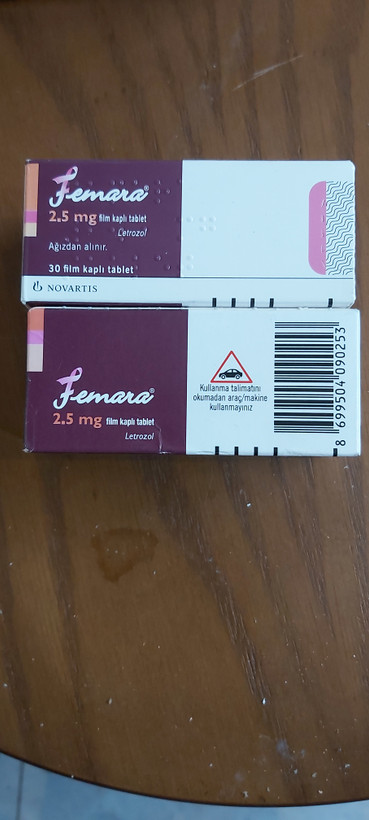 Femara®
2.5 mg film kaplı tablet
Letrozol
Ağızdan alınır.
30 film kaplı tablet
NOVARTIS
Femara®
2.5 mg film kaplı tablet
Letrozol
Kullanma talimatını
okumadan araç/makine
kullanmayınız
8 699504 090253